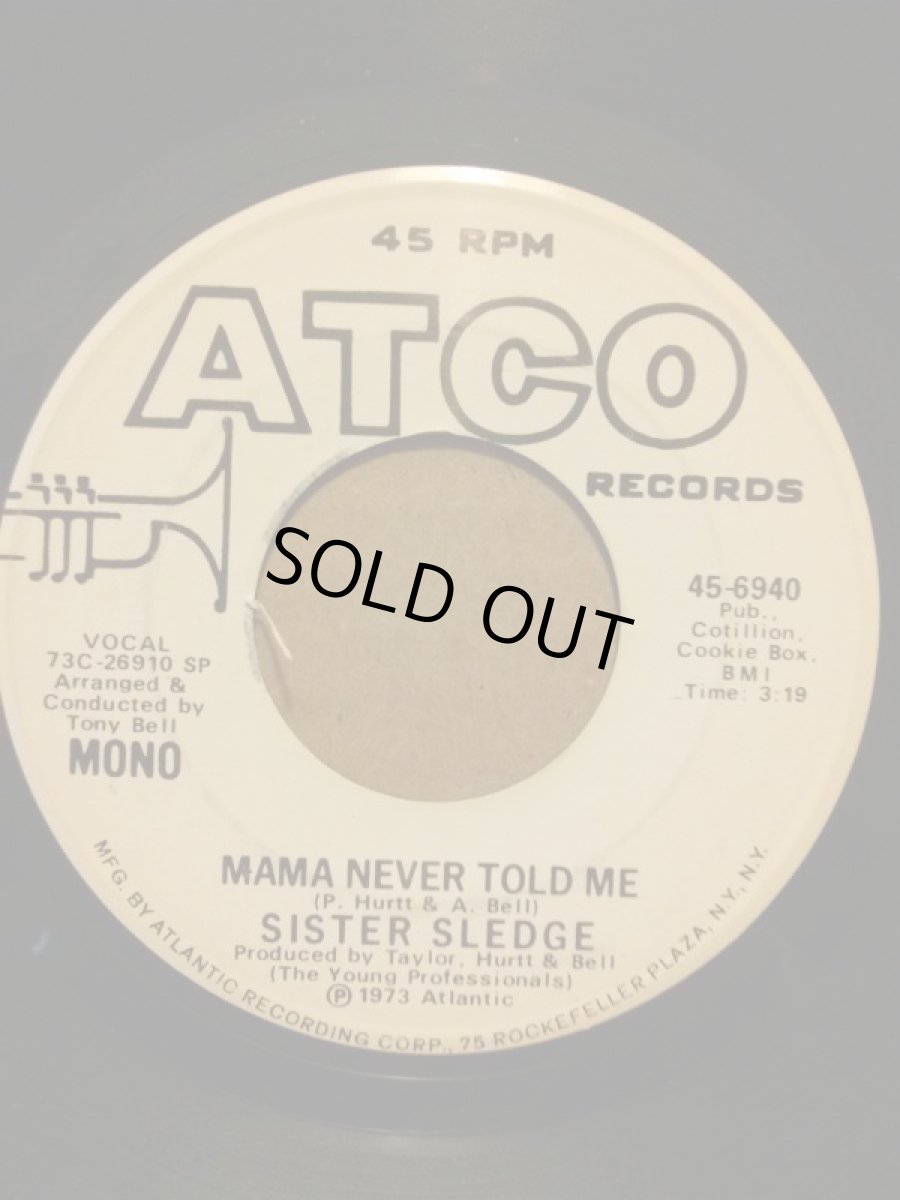 45 RPM
ATCO
RECORDS
SOLD OUT
45-6940
Pub.,
Cotillion,
Cookie Box,
BMI
Time: 3:19
VOCAL
73C-26910 SP
Arranged &
Conducted by
Tony Bell
MONO
MAMA NEVER TOLD ME
(P. Hurtt & A. Bell)
SISTER SLEDGE
Produced by Taylor, Hurtt & Bell
(The Young Professionals)
Ⓟ 1973 Atlantic
MFG. BY ATLANTIC RECORDING CORP., 75 ROCKEFELLER PLAZA, N.Y., N.Y.